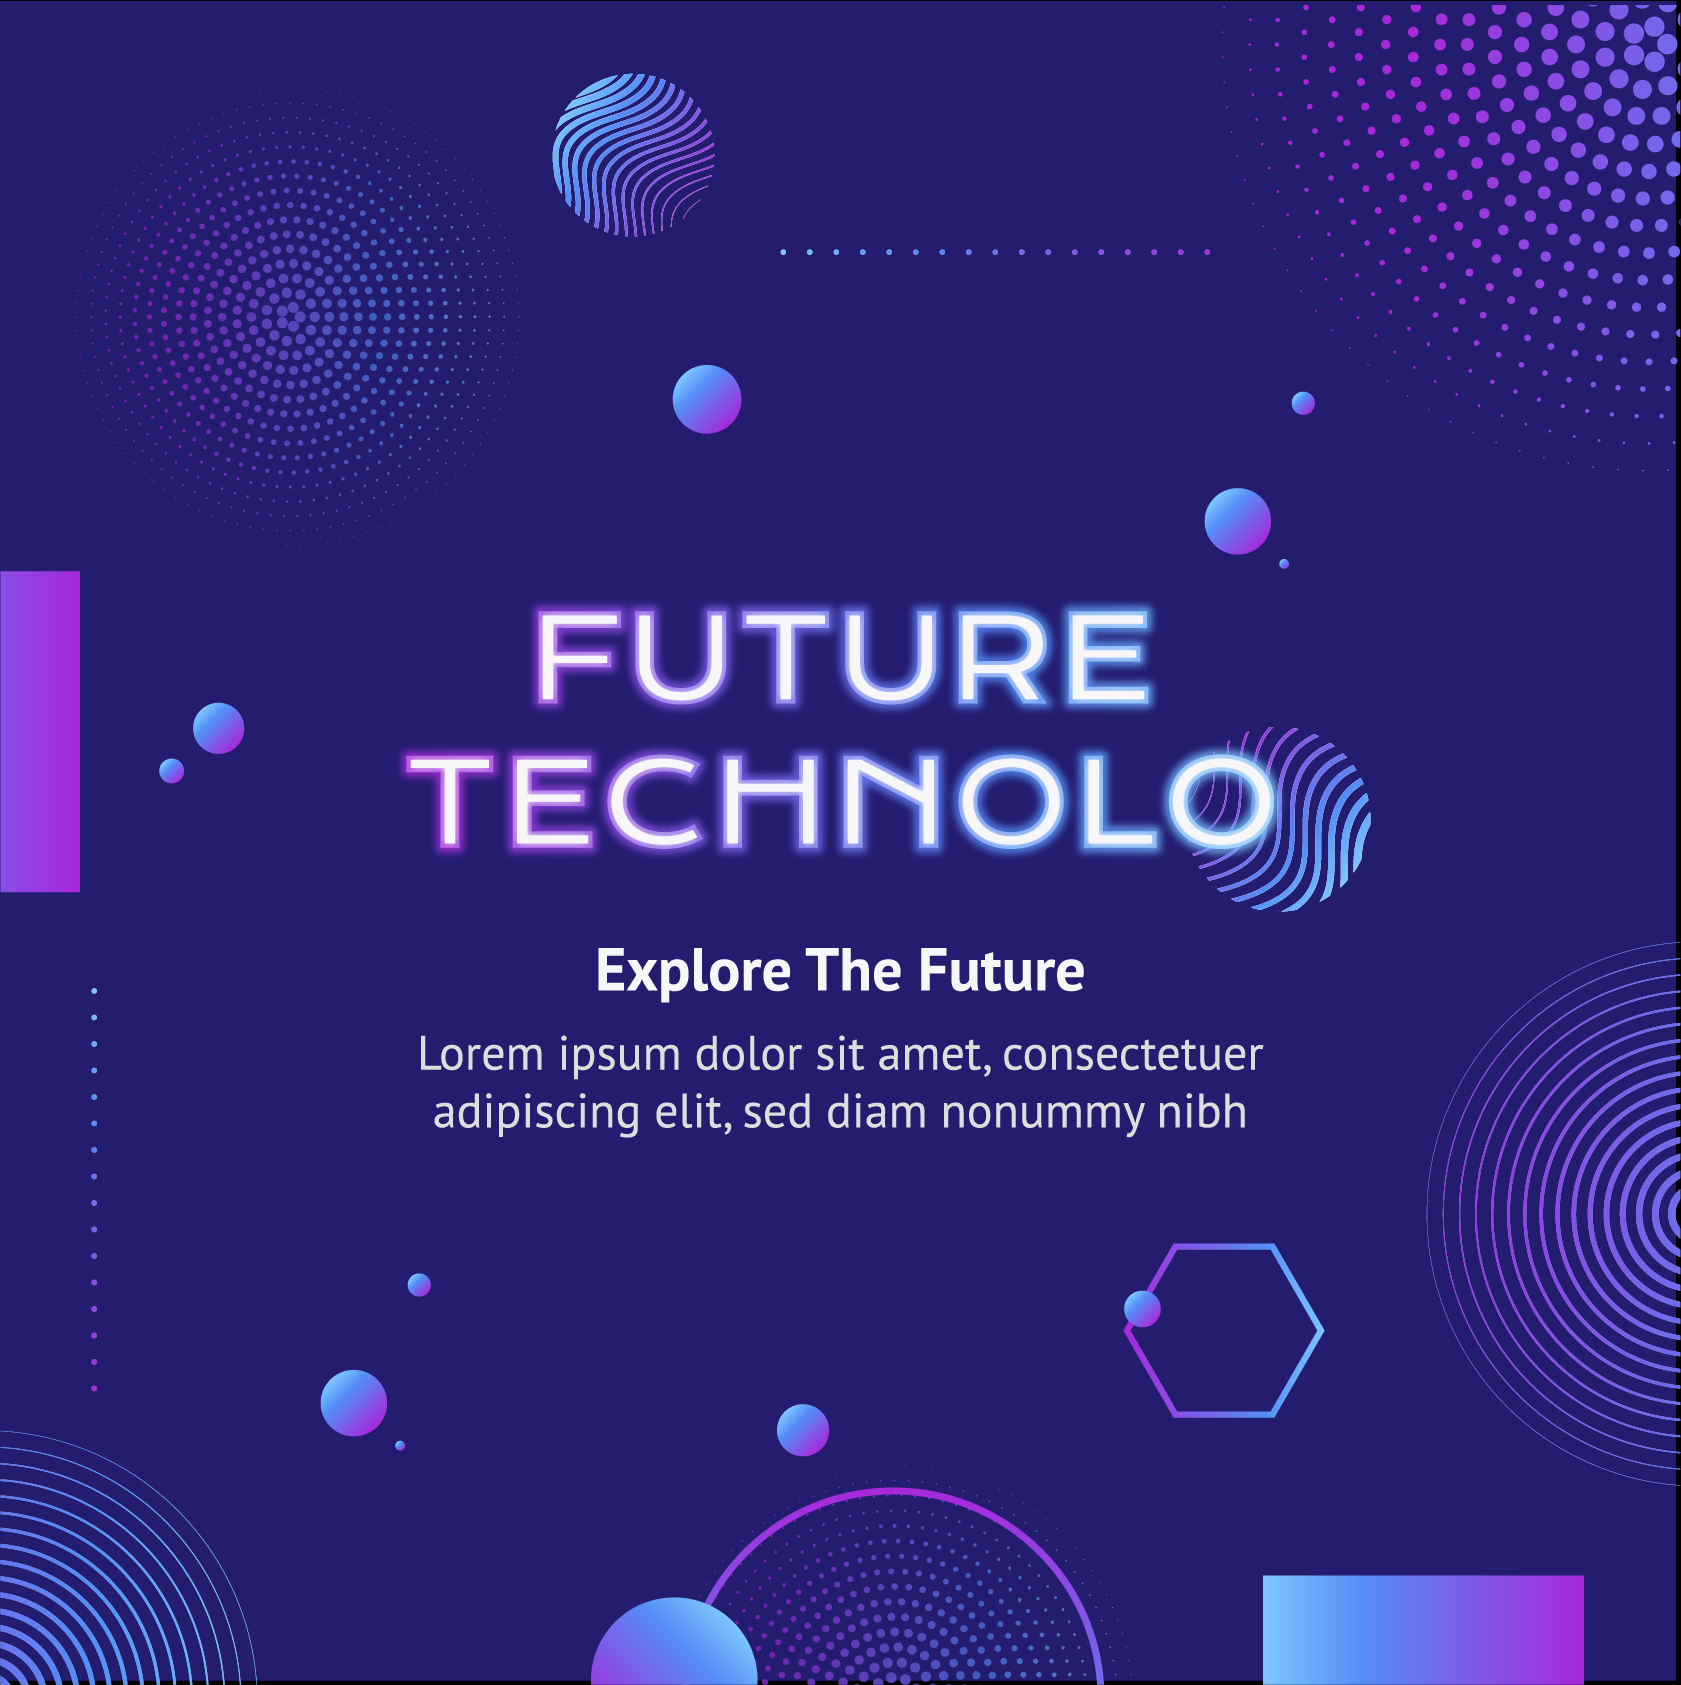 FUTURE
TECHNOLO
Explore The Future
Lorem ipsum dolor sit amet, consectetuer
adipiscing elit, sed diam nonummy nibh